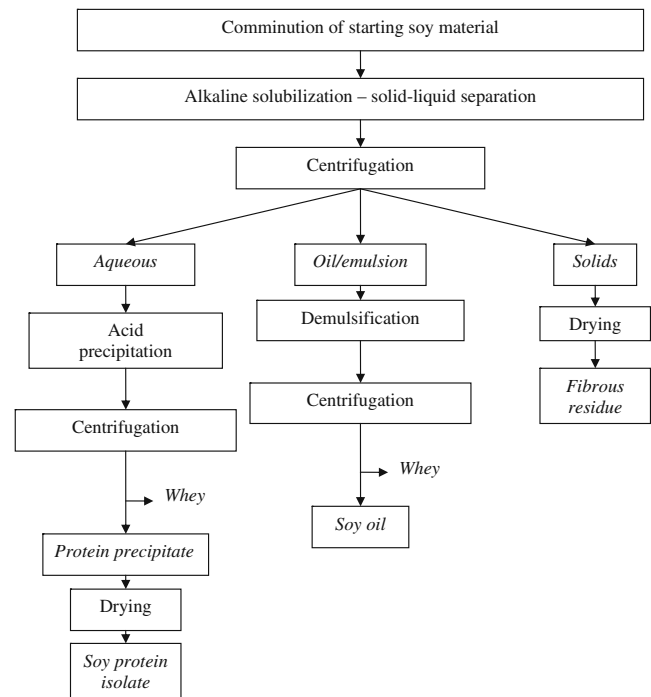 Comminution of starting soy material
Alkaline solubilization – solid-liquid separation
Centrifugation
Aqueous
Oil/emulsion
Solids
Acid
precipitation
Demulsification
Drying
Centrifugation
Centrifugation
Fibrous
residue
Whey
Whey
Protein precipitate
Soy oil
Drying
Soy protein
isolate